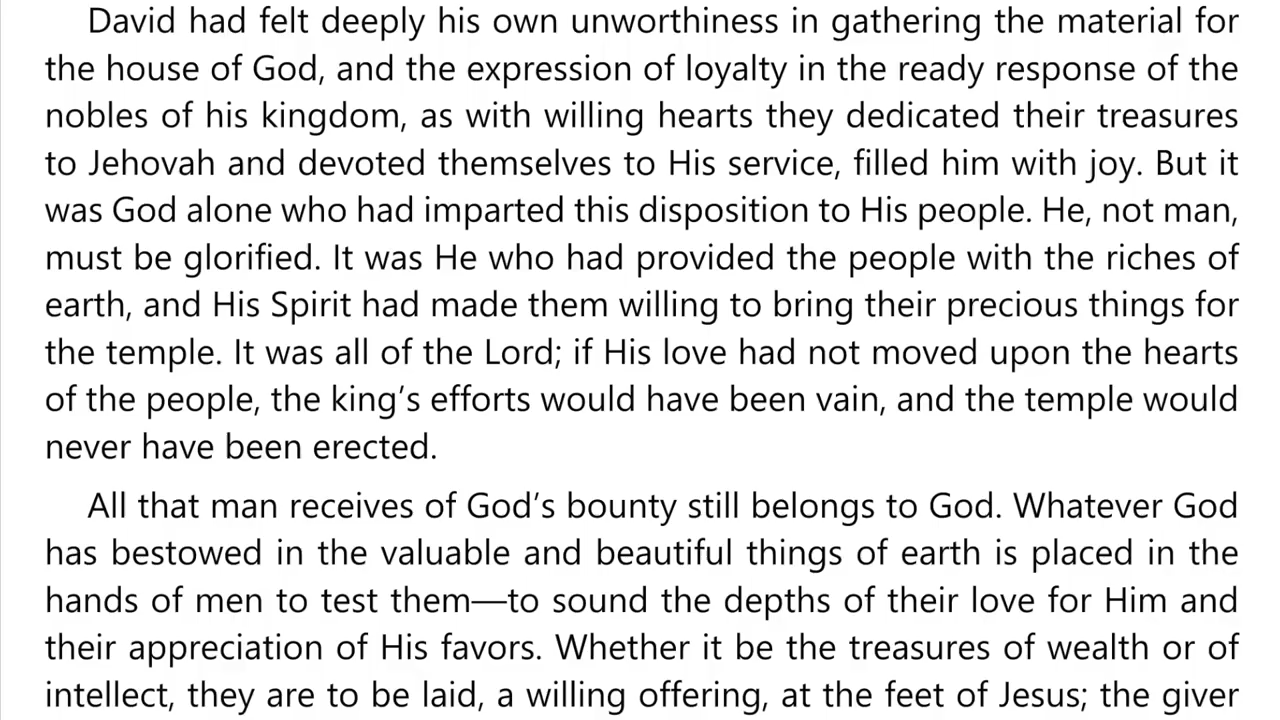 David had felt deeply his own unworthiness in gathering the material for
the house of God, and the expression of loyalty in the ready response of the
nobles of his kingdom, as with willing hearts they dedicated their treasures
to Jehovah and devoted themselves to His service, filled him with joy. But it
was God alone who had imparted this disposition to His people. He, not man,
must be glorified. It was He who had provided the people with the riches of
earth, and His Spirit had made them willing to bring their precious things for
the temple. It was all of the Lord; if His love had not moved upon the hearts
of the people, the king’s efforts would have been vain, and the temple would
never have been erected.
All that man receives of God’s bounty still belongs to God. Whatever God
has bestowed in the valuable and beautiful things of earth is placed in the
hands of men to test them—to sound the depths of their love for Him and
their appreciation of His favors. Whether it be the treasures of wealth or of
intellect, they are to be laid, a willing offering, at the feet of Jesus; the giver